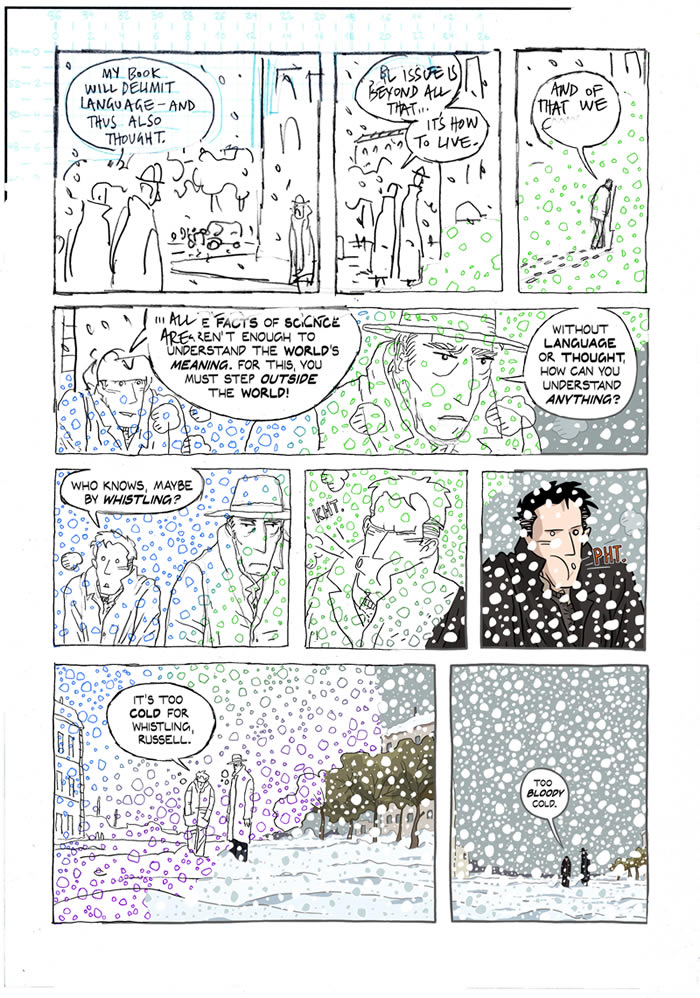 MY BOOK
WILL DELIMIT
LANGUAGE—AND
THUS ALSO
THOUGHT.
ISSUE IS
BEYOND ALL
THAT...
IT'S HOW
TO LIVE.
AND OF
THAT WE
ALL E FACTS OF SCIENCE
AREN'T ENOUGH TO
UNDERSTAND THE WORLD'S
MEANING. FOR THIS, YOU
MUST STEP OUTSIDE
THE WORLD!
WITHOUT
LANGUAGE
OR THOUGHT,
HOW CAN YOU
UNDERSTAND
ANYTHING?
WHO KNOWS, MAYBE
BY WHISTLING?
KHT.
PHT.
IT'S TOO
COLD FOR
WHISTLING,
RUSSELL.
TOO
BLOODY
COLD.